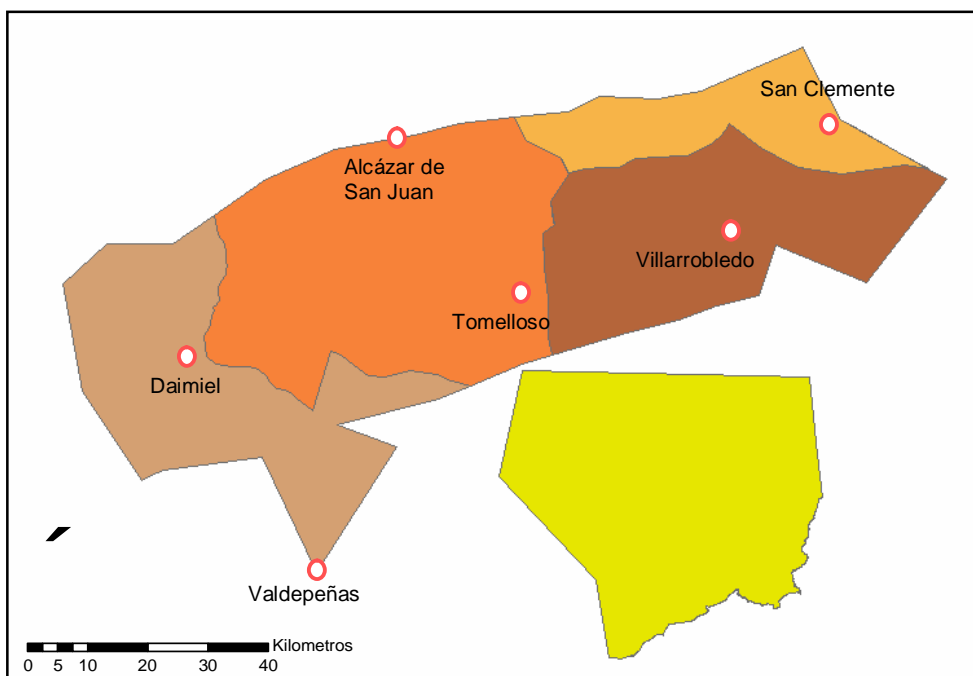 San Clemente
Alcázar de
San Juan
Villarrobledo
Tomelloso
Daimiel
Valdepeñas
Kilometros
0 5 10 20 30 40